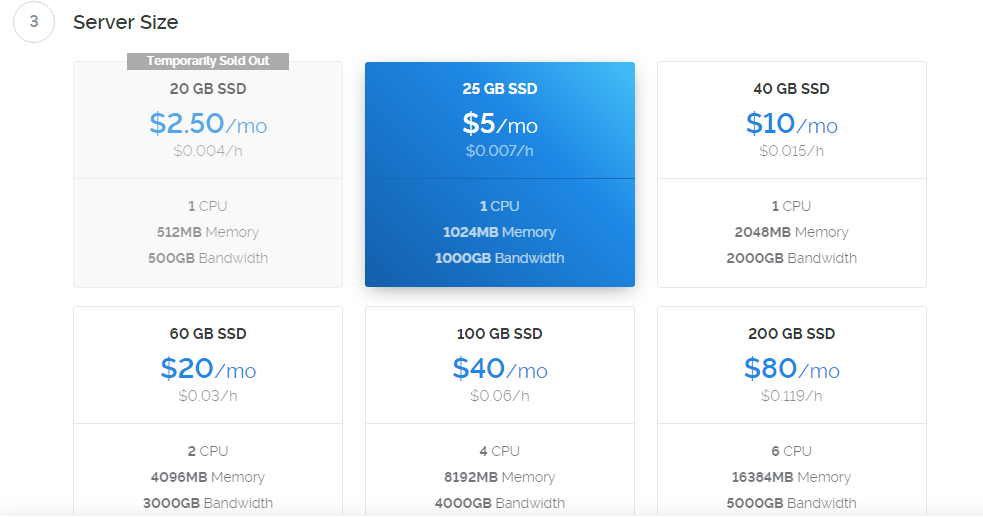 3
Server Size
Temporarily Sold Out
20 GB SSD
$2.50/mo
$0.004/h
1 CPU
512MB Memory
500GB Bandwidth
25 GB SSD
$5/mo
$0.007/h
1 CPU
1024MB Memory
1000GB Bandwidth
40 GB SSD
$10/mo
$0.015/h
1 CPU
2048MB Memory
2000GB Bandwidth
60 GB SSD
$20/mo
$0.03/h
2 CPU
4096MB Memory
3000GB Bandwidth
100 GB SSD
$40/mo
$0.06/h
4 CPU
8192MB Memory
4000GB Bandwidth
200 GB SSD
$80/mo
$0.119/h
6 CPU
16384MB Memory
5000GB Bandwidth